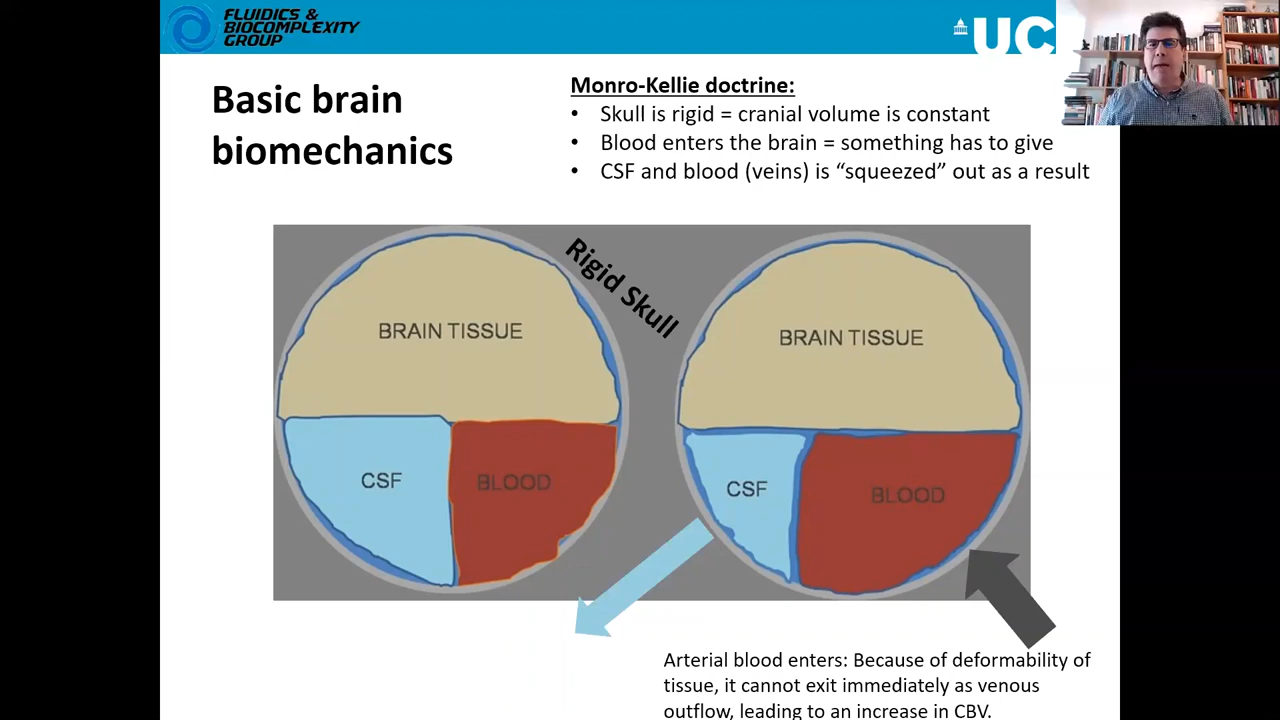 FLUIDICS &
BIOCOMPLEXITY
GROUP
UC
Basic brain
biomechanics
Monro-Kellie doctrine:
• Skull is rigid = cranial volume is constant
• Blood enters the brain = something has to give
• CSF and blood (veins) is “squeezed” out as a result
Rigid Skull
BRAIN TISSUE
CSF
BLOOD
BRAIN TISSUE
CSF
BLOOD
Arterial blood enters: Because of deformability of
tissue, it cannot exit immediately as venous
outflow, leading to an increase in CBV.